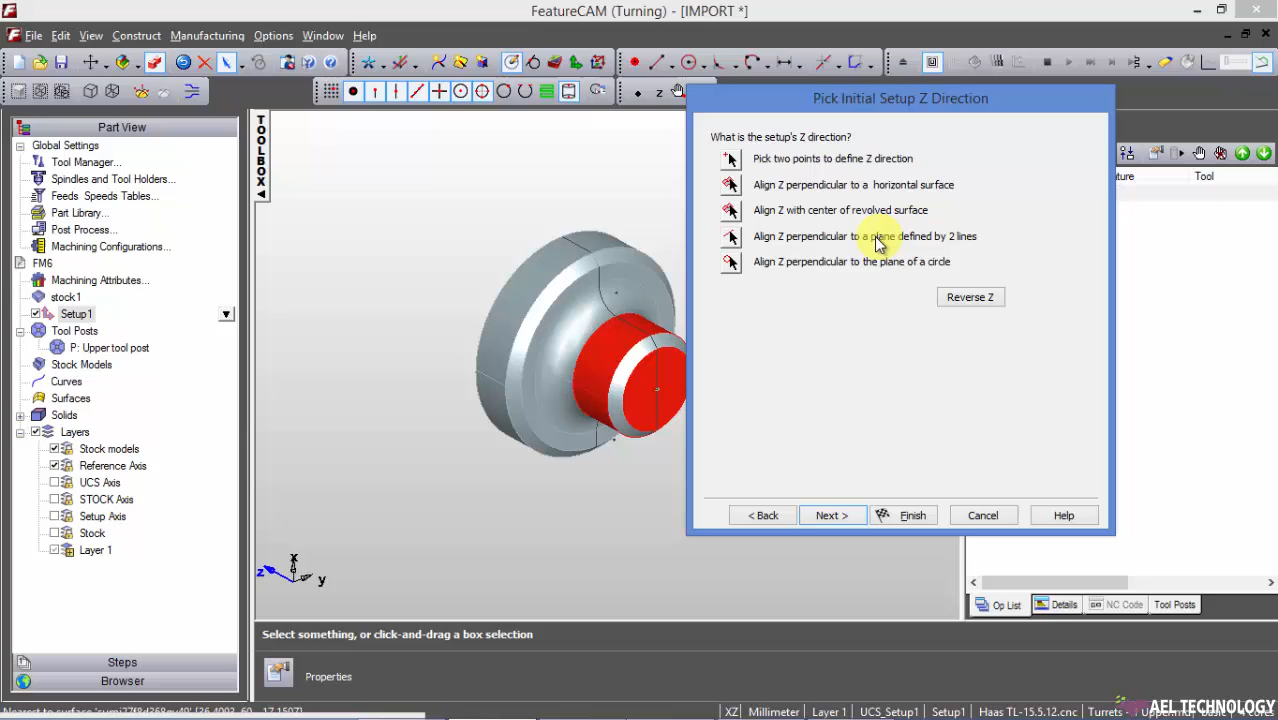 FeatureCAM (Turning) - [IMPORT *]
File Edit View Construct Manufacturing Options Window Help
TOOLBOX
Part View
Global Settings
Tool Manager...
Spindles and Tool Holders...
Feeds Speeds Tables...
Part Library...
Post Process...
Machining Configurations...
FM6
Machining Attributes...
stock1
Setup1
Tool Posts
P: Upper tool post
Stock Models
Curves
Surfaces
Solids
Layers
Stock models
Reference Axis
UCS Axis
STOCK Axis
Setup Axis
Stock
Layer 1
Steps
Browser
Pick Initial Setup Z Direction
What is the setup's Z direction?
Pick two points to define Z direction
Align Z perpendicular to a horizontal surface
Align Z with center of revolved surface
Align Z perpendicular to a plane defined by 2 lines
Align Z perpendicular to the plane of a circle
Reverse Z
< Back Next > Finish Cancel Help
ture Tool
x
z y
Op List Details NC Code Tool Posts
Select something, or click-and-drag a box selection
Properties
XZ Millimeter Layer 1 UCS_Setup1 Setup1 Haas TL-15.5.12.cnc
AEL TECHNOLOGY